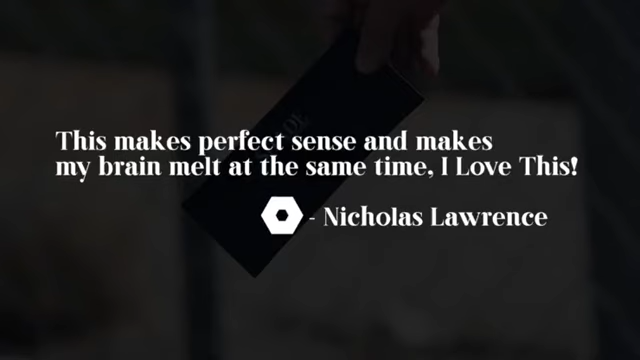 This makes perfect sense and makes
my brain melt at the same time, I Love This!
- Nicholas Lawrence